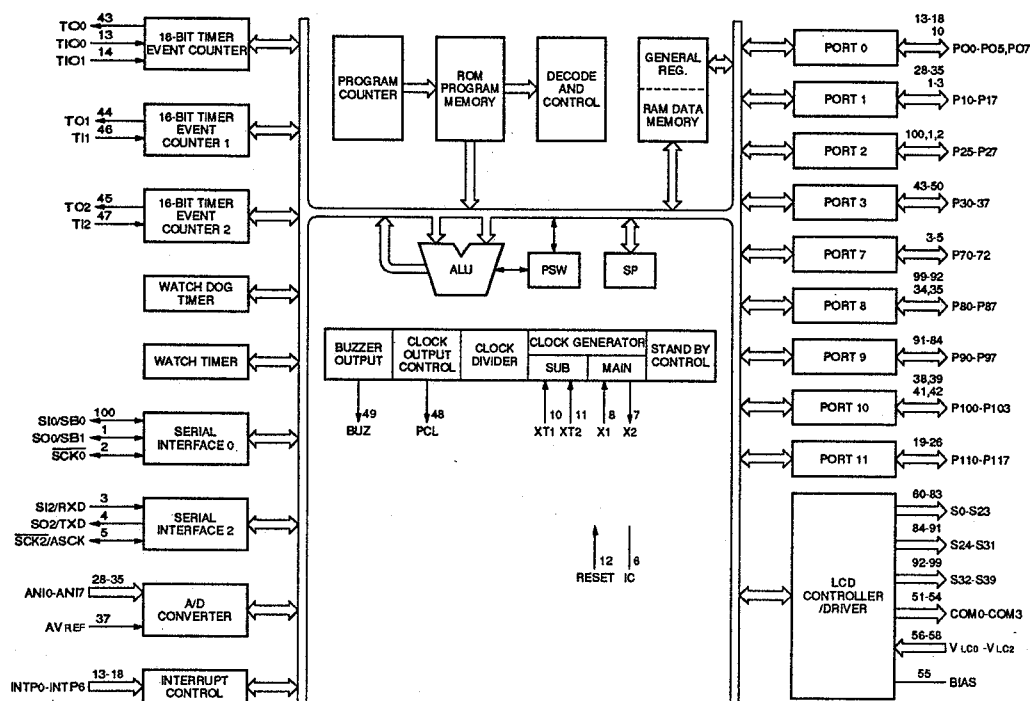 43
TO0
13
TIO0
14
TIO1
16-BIT TIMER
EVENT COUNTER
44
TO1
46
TI1
16-BIT TIMER
EVENT
COUNTER 1
45
TO2
47
TI2
16-BIT TIMER
EVENT
COUNTER 2
WATCH DOG
TIMER
WATCH TIMER
100
SI0/SB0
1
SO0/SB1
2
SCK0
SERIAL
INTERFACE 0
3
SI2/RXD
4
SO2/TXD
5
SCK2/ASCK
SERIAL
INTERFACE 2
28-35
ANI0-ANI7
37
AVREF
A/D
CONVERTER
13-18
INTP0-INTP6
INTERRUPT
CONTROL
PROGRAM
COUNTER
ROM
PROGRAM
MEMORY
DECODE
AND
CONTROL
GENERAL
REG.
RAM DATA
MEMORY
ALU
PSW
SP
BUZZER
OUTPUT
CLOCK
OUTPUT
CONTROL
CLOCK
DIVIDER
CLOCK GENERATOR
SUB
MAIN
STAND BY
CONTROL
49
BUZ
48
PCL
10
XT1
11
XT2
8
X1
7
X2
12
RESET
6
IC
PORT 0
13-18
10
PO0-PO5,PO7
PORT 1
28-35
1-3
P10-P17
PORT 2
100,1,2
P25-P27
PORT 3
43-50
P30-37
PORT 7
3-5
P70-72
PORT 8
99-92
34,35
P80-P87
PORT 9
91-84
P90-P97
PORT 10
38,39
41,42
P100-P103
PORT 11
19-26
P110-P117
LCD
CONTROLLER
/DRIVER
60-83
S0-S23
84-91
S24-S31
92-99
S32-S39
51-54
COM0-COM3
56-58
VLC0 -VLC2
55
BIAS